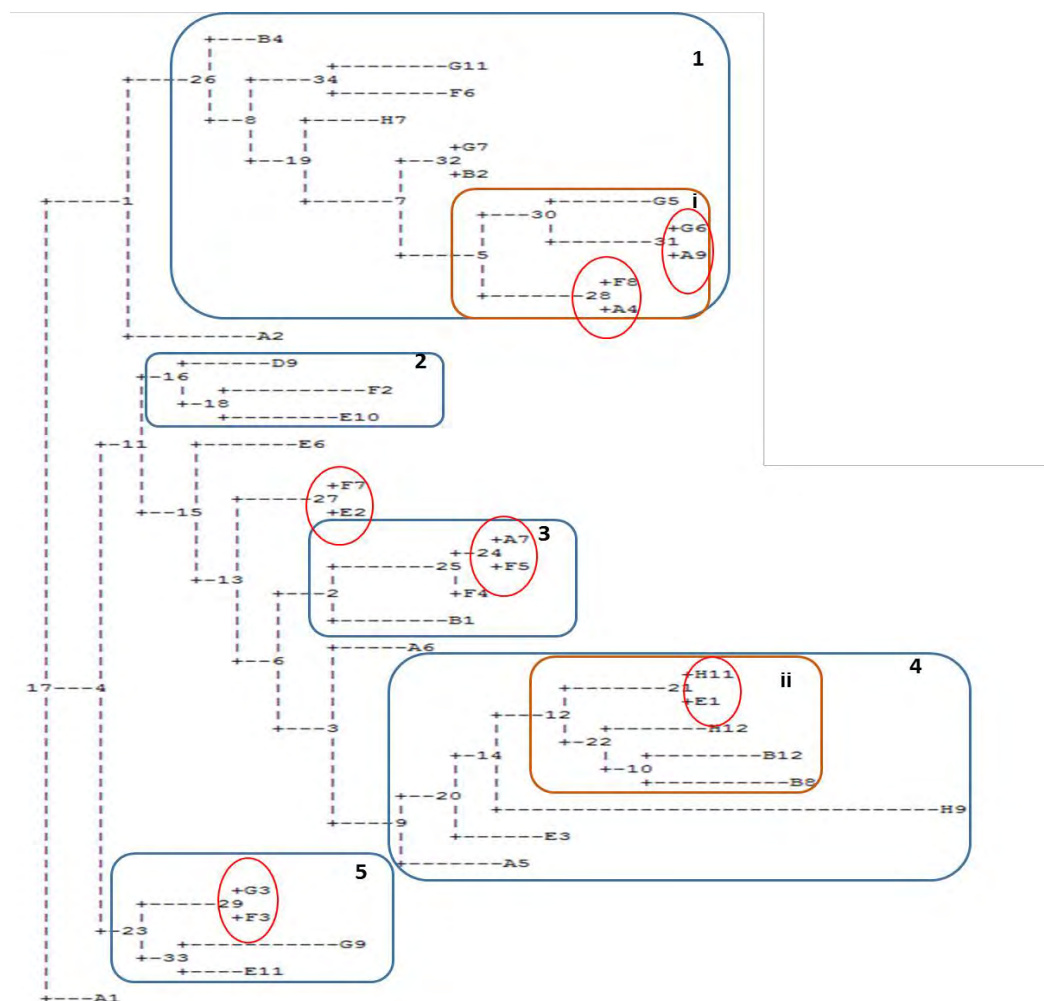 +---B4
1
+--------G11
+----26 +----34
+--------F6
+--8 +-----H7
+G7
+--19 +--32
+B2
+-----1 +------7 +-------G5 i
+---30 +G6
+-------31
+-----5 +A9
+F8
+-------28
+A4
+---------A2
2
+------D9
+-16
+----------F2
+-18
+--------E10
+-11 +-------E6
+F7
+-----27
+--15 +E2
3
+A7
+-24
+-------25 +F5
+-13
+---2 +F4
+--------B1
+-----A6
+--6 4
+H11 ii
17---4 +-------21
+E1
+--12
+---3 +-------H12
+-22
+-14 +--------B12
+-10
+----------B8
+--20
+--------------------------------H9
+----9
+------E3
+-------A5
5
+G3
+-----29
+F3
+-23
+-----------G9
+-33
+----E11
+---A1